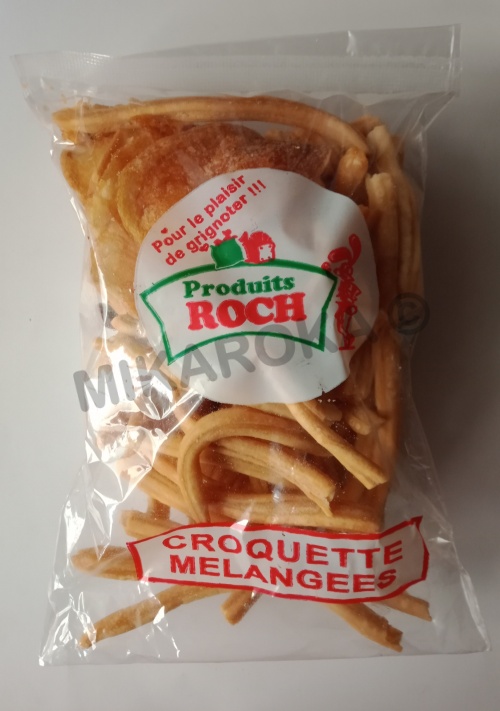 Pour le plaisir
de grignoter !!!
Produits
ROCH
MIKAROKA ©
CROQUETTE
MELANGEES